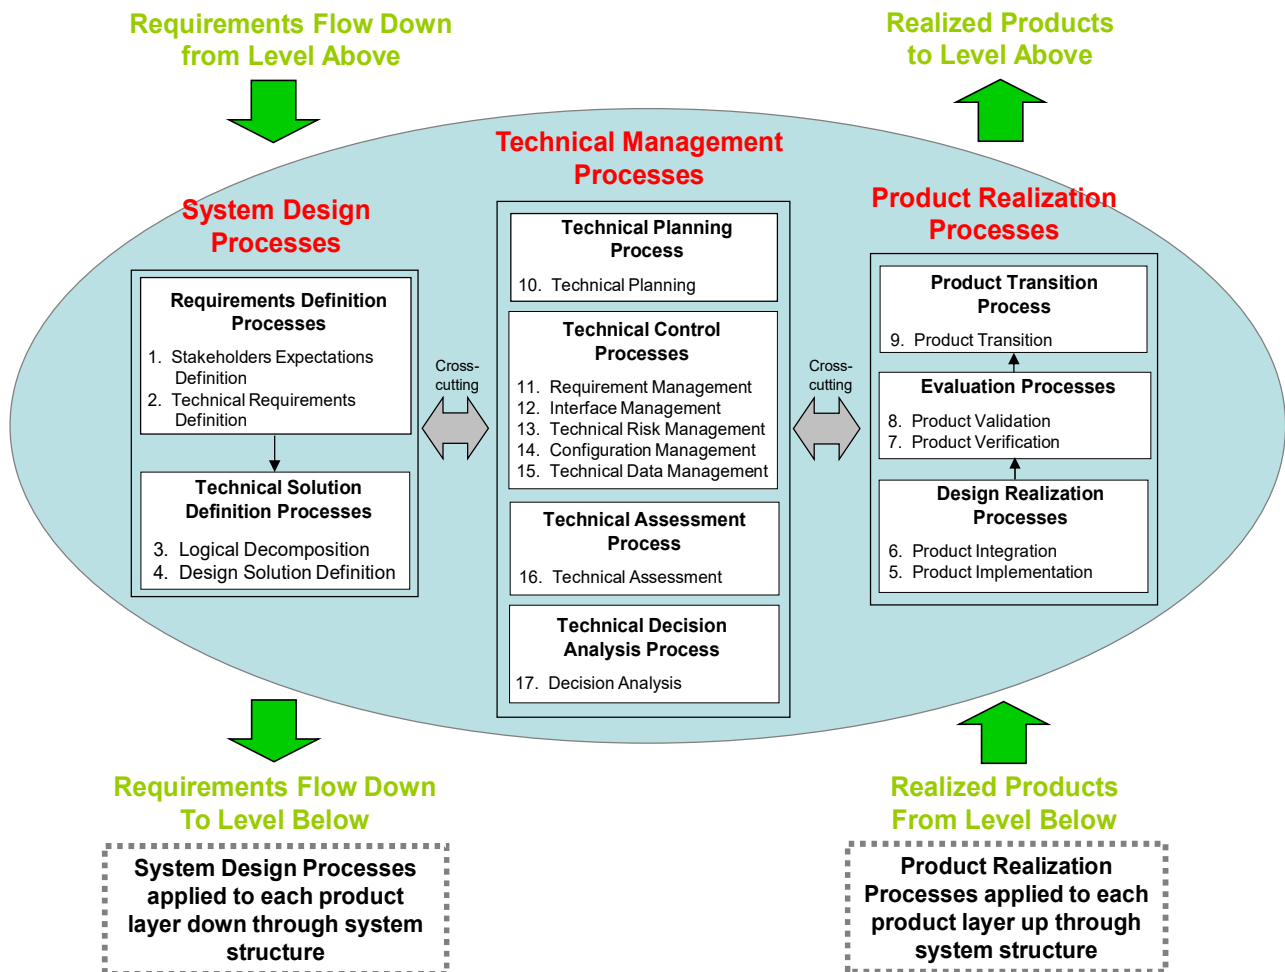 Requirements Flow Down
from Level Above
Realized Products
to Level Above
Technical Management
Processes
System Design
Processes
Product Realization
Processes
Requirements Definition
Processes
1. Stakeholders Expectations
Definition
2. Technical Requirements
Definition
Technical Solution
Definition Processes
3. Logical Decomposition
4. Design Solution Definition
Cross-
cutting
Technical Planning
Process
10. Technical Planning
Technical Control
Processes
11. Requirement Management
12. Interface Management
13. Technical Risk Management
14. Configuration Management
15. Technical Data Management
Technical Assessment
Process
16. Technical Assessment
Technical Decision
Analysis Process
17. Decision Analysis
Cross-
cutting
Product Transition
Process
9. Product Transition
Evaluation Processes
8. Product Validation
7. Product Verification
Design Realization
Processes
6. Product Integration
5. Product Implementation
Requirements Flow Down
To Level Below
Realized Products
From Level Below
System Design Processes
applied to each product
layer down through system
structure
Product Realization
Processes applied to each
product layer up through
system structure